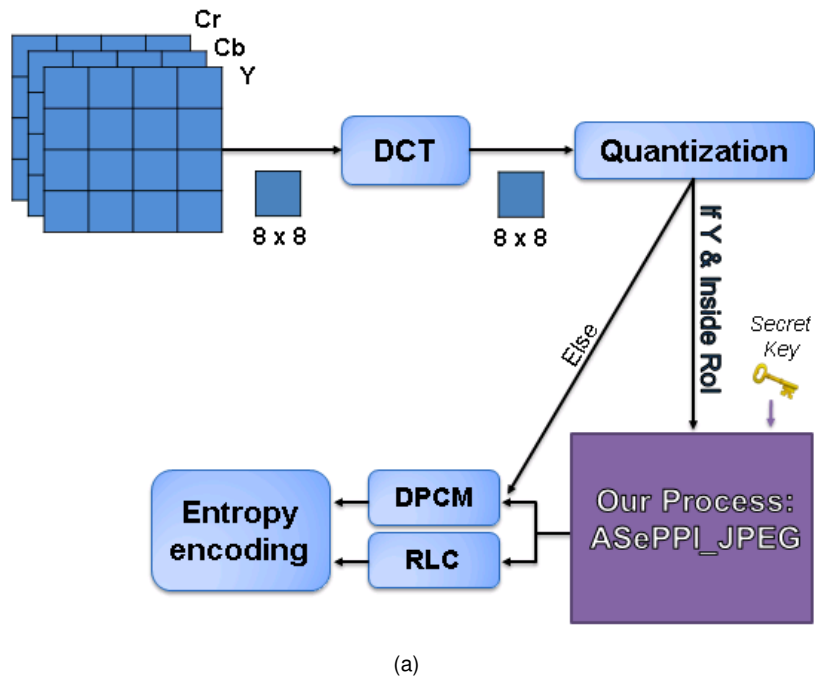 Cr
Cb
Y
DCT
Quantization
8 x 8
8 x 8
If Y & Inside RoI
Else
Secret
Key
Our Process:
ASePPI_JPEG
DPCM
RLC
Entropy
encoding
(a)